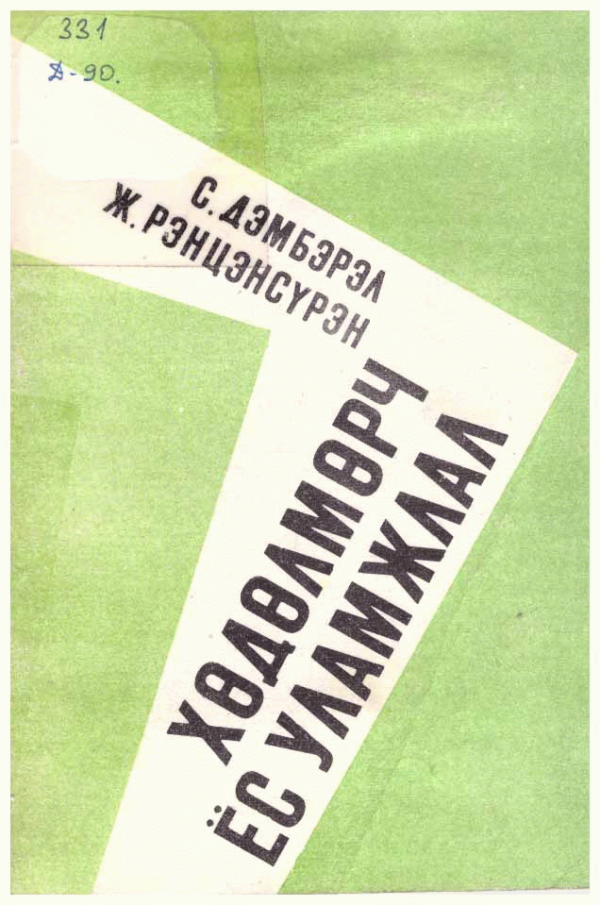 331
Д-90.
С. ДЭМБЭРЭЛ
Ж. РЭНЦЭНСҮРЭН
ХӨДӨЛМӨРЧ
ЁС УЛАМЖЛАЛ